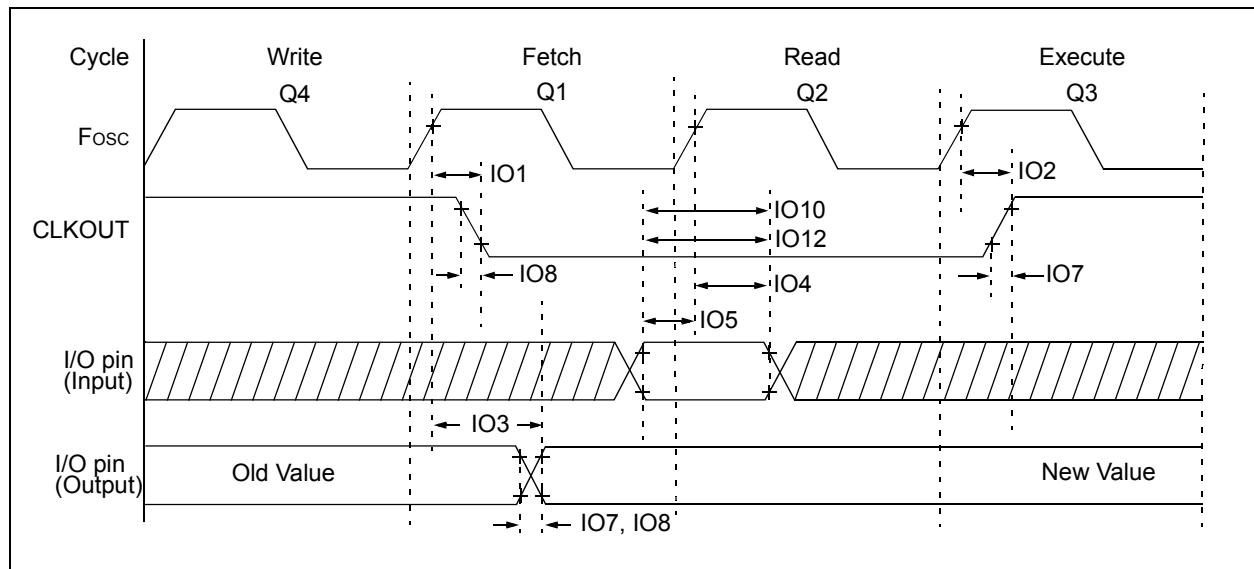 Cycle Write Fetch Read Execute
Q4 Q1 Q2 Q3
FOSC
IO1 IO2
IO10
CLKOUT
IO12
IO8 IO4 IO7
IO5
I/O pin
(Input)
IO3
I/O pin
(Output)
Old Value New Value
IO7, IO8